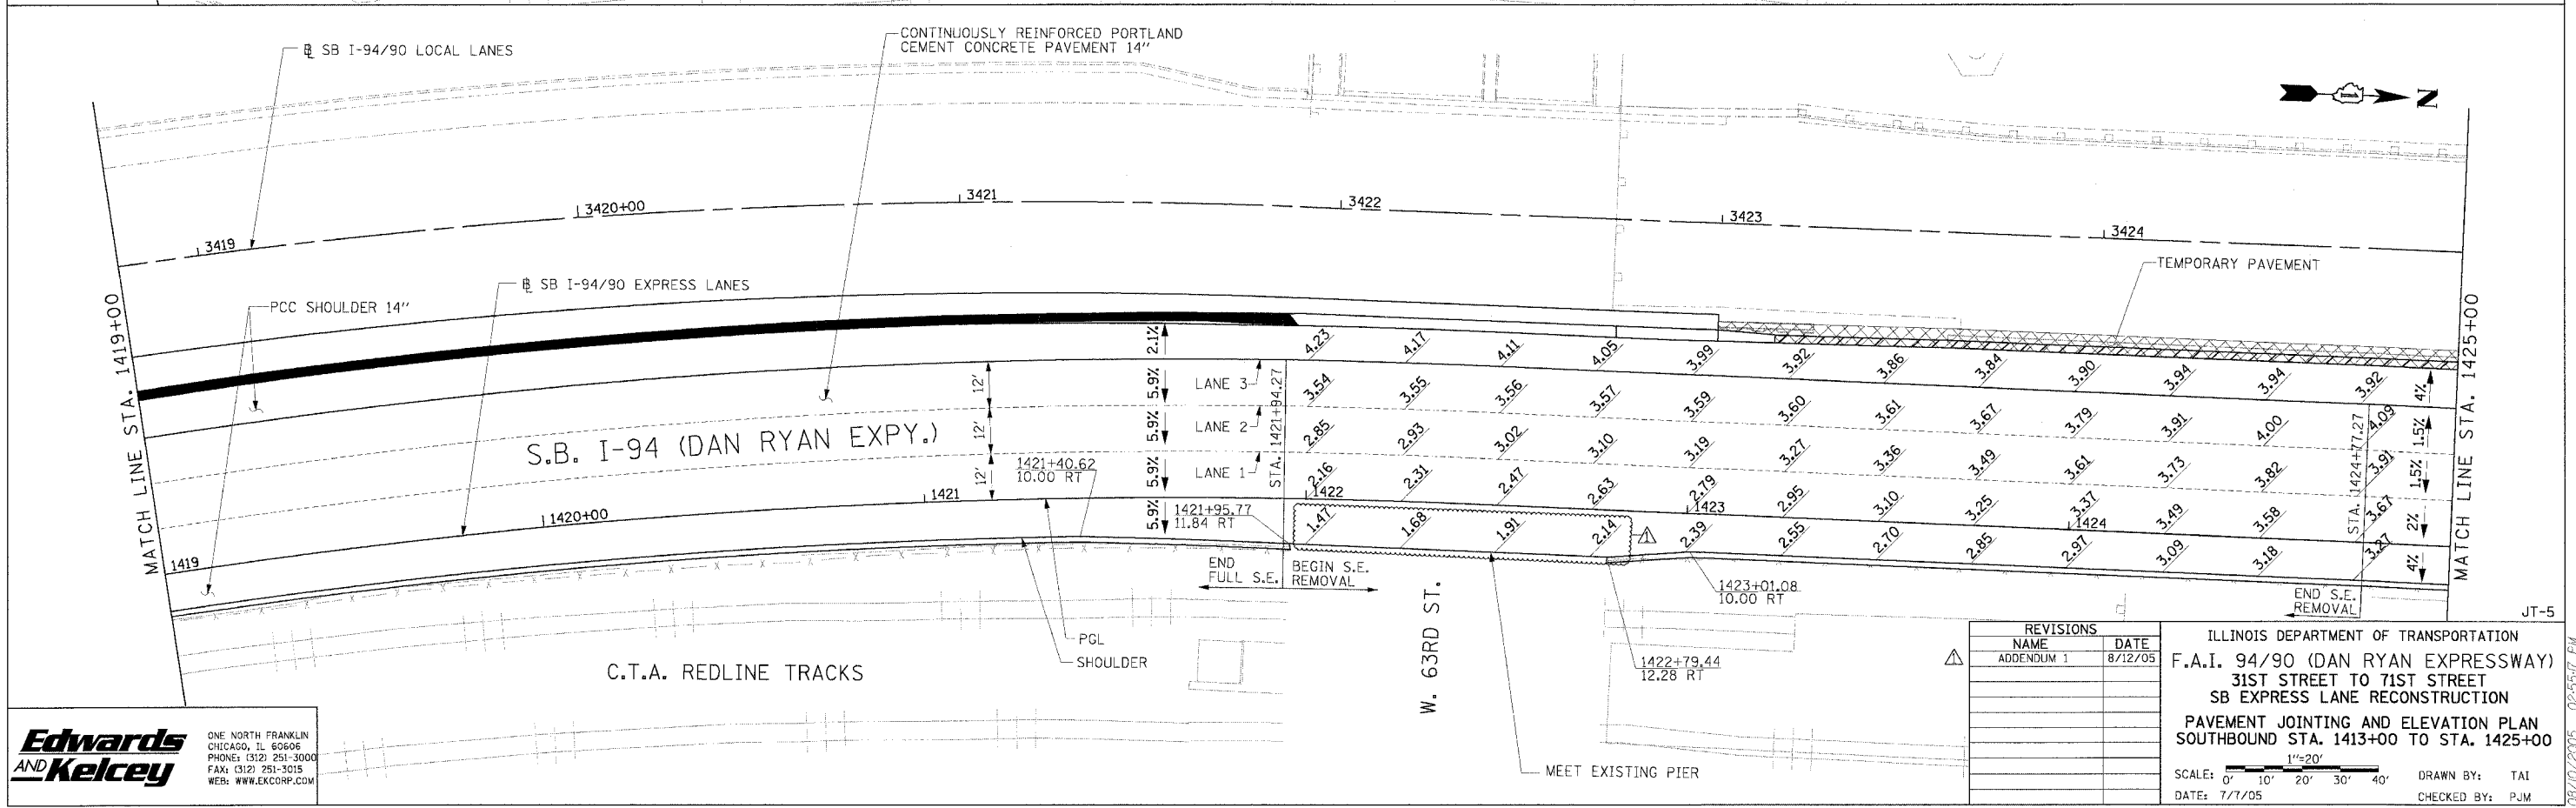 CONTINUOUSLY REINFORCED PORTLAND
CEMENT CONCRETE PAVEMENT 14"
℄ SB I-94/90 LOCAL LANES
N
3419
3420+00
3421
3422
3423
3424
TEMPORARY PAVEMENT
℄ SB I-94/90 EXPRESS LANES
PCC SHOULDER 14"
MATCH LINE STA. 1419+00
MATCH LINE STA. 1425+00
S.B. I-94 (DAN RYAN EXPY.)
12'
12'
12'
2.1%
5.9%
5.9%
5.9%
5.9%
LANE 3
LANE 2
LANE 1
STA. 1421+94.27
4.23 4.17 4.11 4.05 3.99 3.92 3.86 3.84 3.90 3.94 3.94 3.92
3.54 3.55 3.56 3.57 3.59 3.60 3.61 3.67 3.79 3.91 4.00 4.09
2.85 2.93 3.02 3.10 3.19 3.27 3.36 3.49 3.61 3.73 3.82 3.91
2.16 2.31 2.47 2.63 2.79 2.95 3.10 3.25 3.37 3.49 3.58 3.67
1.47 1.68 1.91 2.14 2.39 2.55 2.70 2.85 2.97 3.09 3.18 3.27
STA. 1424+77.27
4%
1.5%
1.5%
2%
4%
1419
1420+00
1421
1422
1423
1424
1421+40.62
10.00 RT
1421+95.77
11.84 RT
1
END
FULL S.E.
BEGIN S.E.
REMOVAL
1423+01.08
10.00 RT
1422+79.44
12.28 RT
END S.E.
REMOVAL
JT-5
PGL
SHOULDER
C.T.A. REDLINE TRACKS
W. 63RD ST.
MEET EXISTING PIER
Edwards
AND Kelcey
ONE NORTH FRANKLIN
CHICAGO, IL 60606
PHONE: (312) 251-3000
FAX: (312) 251-3015
WEB: WWW.EKCORP.COM
REVISIONS
NAME DATE
1 ADDENDUM 1 8/12/05
ILLINOIS DEPARTMENT OF TRANSPORTATION
F.A.I. 94/90 (DAN RYAN EXPRESSWAY)
31ST STREET TO 71ST STREET
SB EXPRESS LANE RECONSTRUCTION
PAVEMENT JOINTING AND ELEVATION PLAN
SOUTHBOUND STA. 1413+00 TO STA. 1425+00
1"=20'
SCALE: 0' 10' 20' 30' 40'
DATE: 7/7/05
DRAWN BY: TAI
CHECKED BY: PJM